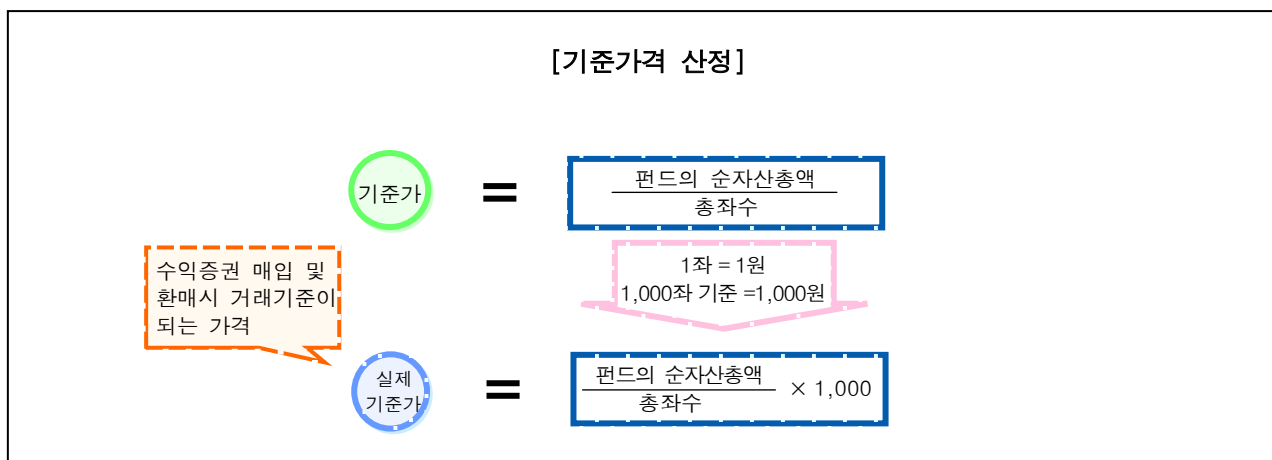 [기준가격 산정]
기준가
=
펀드의 순자산총액
총좌수
1좌 = 1원
1,000좌 기준 =1,000원
수익증권 매입 및
환매시 거래기준이
되는 가격
실제
기준가
=
펀드의 순자산총액
총좌수
× 1,000